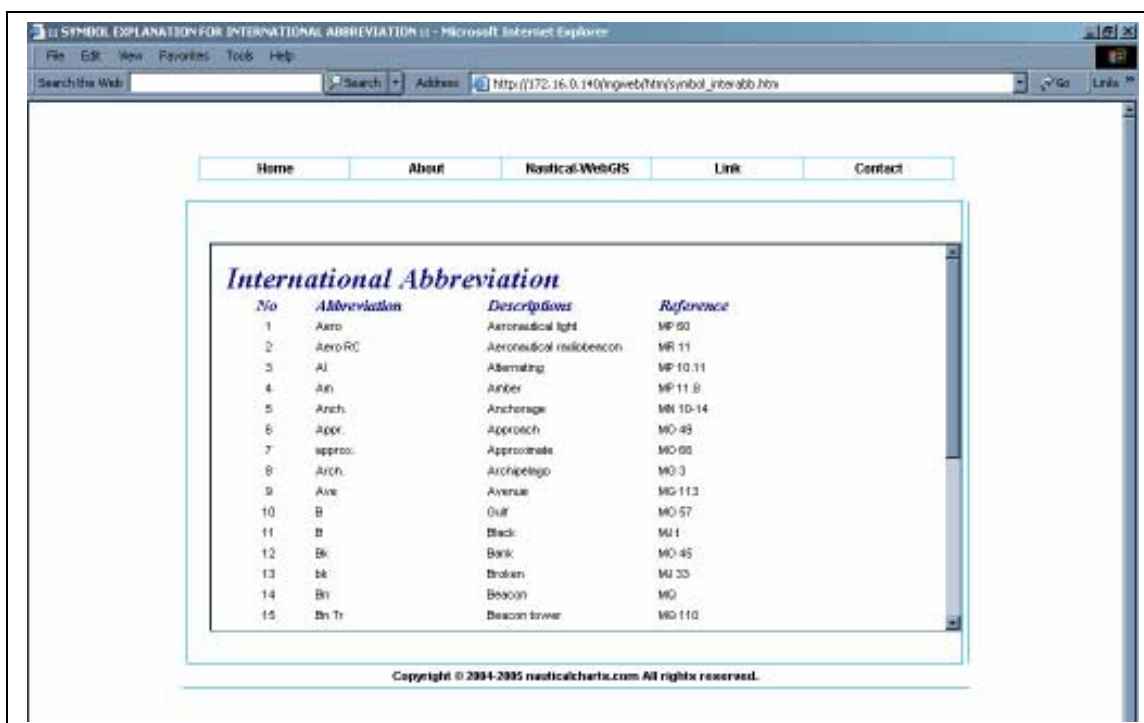 ::: SYMBOL EXPLANATION FOR INTERNATIONAL ABBREVIATION ::: - Microsoft Internet Explorer
File Edit View Favorites Tools Help
Search the Web Search Address http://172.16.0.140/mgweb/htm/symbol_interabb.htm Go Links
Home About Nautical-WebGIS Link Contact
International Abbreviation
No Abbreviation Descriptions Reference
1 Aero Aeronautical light MP 60
2 Aero RC Aeronautical radiobeacon MR 11
3 Al Alternating MP 10.11
4 Am Amber MP 11.8
5 Anch. Anchorage MN 10-14
6 Appr. Approach MO 49
7 approx. Approximate MO 66
8 Arch. Archipelago MO 3
9 Ave Avenue MG 113
10 B Gulf MO 57
11 B Black MJ 1
12 Bk Bank MO 45
13 bk Broken MJ 33
14 Bn Beacon MQ
15 Bn Tr Beacon tower MQ 110
Copyright © 2004-2005 nauticalcharts.com All rights reserved.